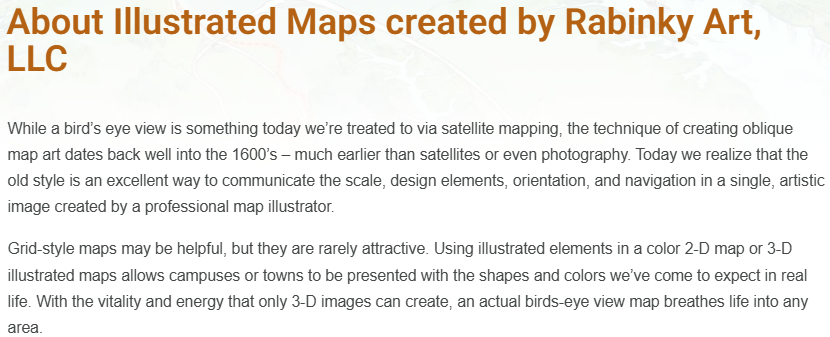 About Illustrated Maps created by Rabinky Art,
LLC
While a bird's eye view is something today we're treated to via satellite mapping, the technique of creating oblique
map art dates back well into the 1600's – much earlier than satellites or even photography. Today we realize that the
old style is an excellent way to communicate the scale, design elements, orientation, and navigation in a single, artistic
image created by a professional map illustrator.
Grid-style maps may be helpful, but they are rarely attractive. Using illustrated elements in a color 2-D map or 3-D
illustrated maps allows campuses or towns to be presented with the shapes and colors we've come to expect in real
life. With the vitality and energy that only 3-D images can create, an actual birds-eye view map breathes life into any
area.